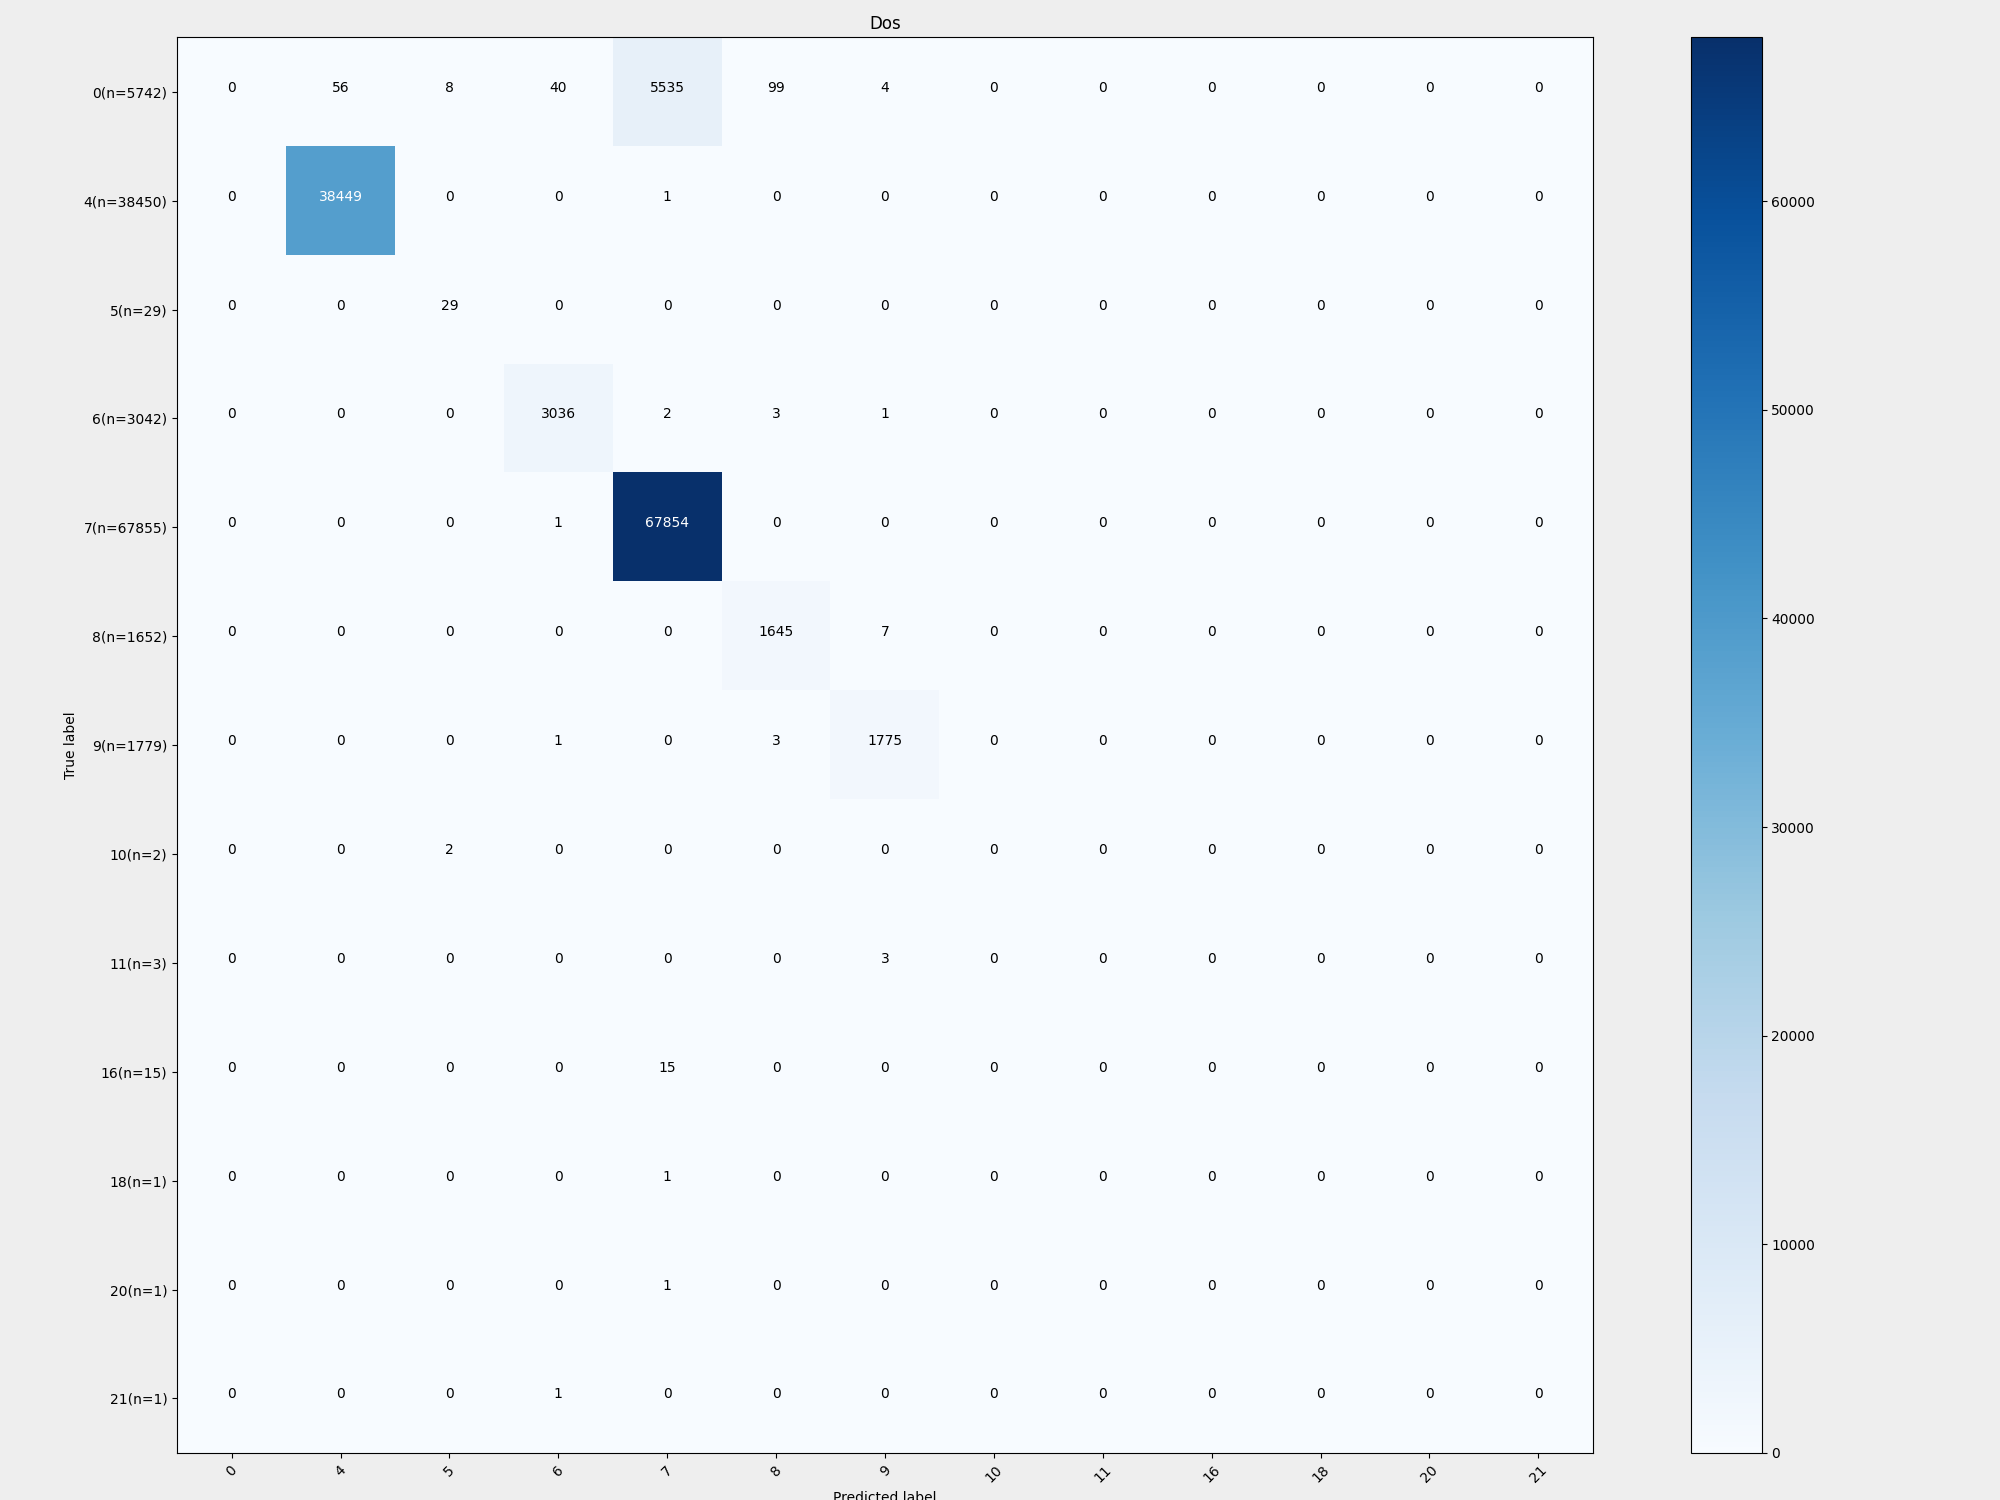 Dos
0(n=5742) 0 56 8 40 5535 99 4 0 0 0 0 0 0
4(n=38450) 0 38449 0 0 1 0 0 0 0 0 0 0 0
60000
5(n=29) 0 0 29 0 0 0 0 0 0 0 0 0 0
6(n=3042) 0 0 0 3036 2 3 1 0 0 0 0 0 0
50000
7(n=67855) 0 0 0 1 67854 0 0 0 0 0 0 0 0
40000
8(n=1652) 0 0 0 0 0 1645 7 0 0 0 0 0 0
True label
9(n=1779) 0 0 0 1 0 3 1775 0 0 0 0 0 0
30000
10(n=2) 0 0 2 0 0 0 0 0 0 0 0 0 0
11(n=3) 0 0 0 0 0 0 3 0 0 0 0 0 0
20000
16(n=15) 0 0 0 0 15 0 0 0 0 0 0 0 0
18(n=1) 0 0 0 0 1 0 0 0 0 0 0 0 0
10000
20(n=1) 0 0 0 0 1 0 0 0 0 0 0 0 0
21(n=1) 0 0 0 1 0 0 0 0 0 0 0 0 0
0
0 4 5 6 7 8 9 10 11 16 18 20 21
Predicted label